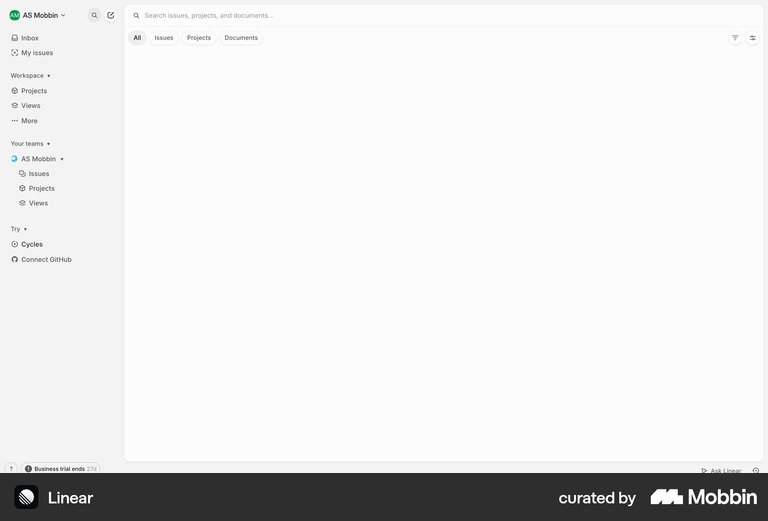 AM AS Mobbin
Search issues, projects, and documents...
All Issues Projects Documents
Inbox
My issues
Workspace
Projects
Views
More
Your teams
AS Mobbin
Issues
Projects
Views
Try
Cycles
Connect GitHub
? Business trial ends 27d
Ask Linear
Linear
curated by Mobbin